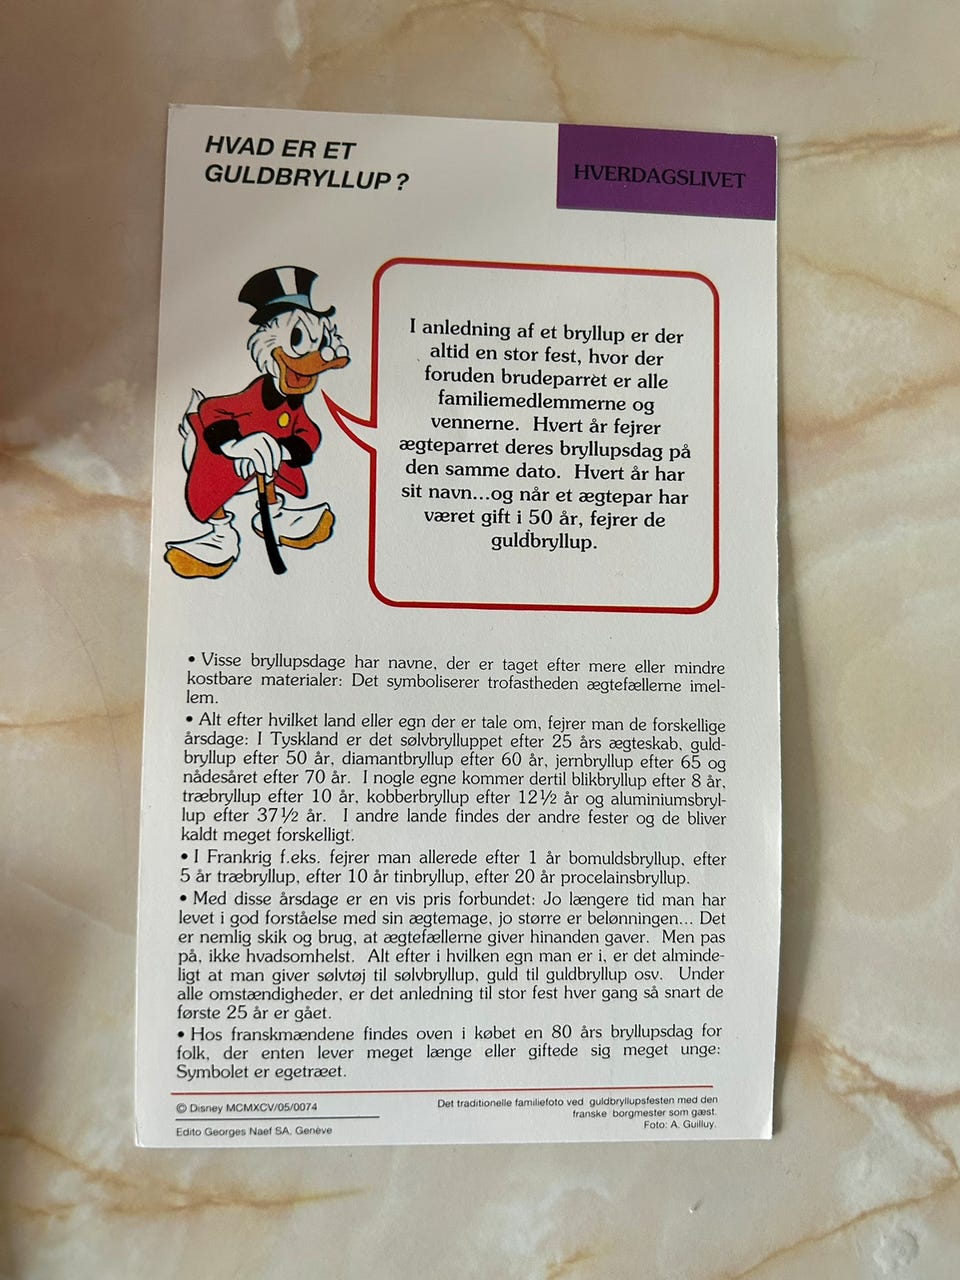 HVAD ER ET
GULDBRYLLUP ?
HVERDAGSLIVET
I anledning af et bryllup er der
altid en stor fest, hvor der
foruden brudeparret er alle
familiemedlemmerne og
vennerne. Hvert år fejrer
ægteparret deres bryllupsdag på
den samme dato. Hvert år har
sit navn...og når et ægtepar har
været gift i 50 år, fejrer de
guldbryllup.
• Visse bryllupsdage har navne, der er taget efter mere eller mindre
kostbare materialer: Det symboliserer trofastheden ægtefællerne imel-
lem.
• Alt efter hvilket land eller egn der er tale om, fejrer man de forskellige
årsdage: I Tyskland er det sølvbrylluppet efter 25 års ægteskab, guld-
bryllup efter 50 år, diamantbryllup efter 60 år, jernbryllup efter 65 og
nådesåret efter 70 år. I nogle egne kommer dertil blikbryllup efter 8 år,
træbryllup efter 10 år, kobberbryllup efter 12½ år og aluminiumsbryl-
lup efter 37½ år. I andre lande findes der andre fester og de bliver
kaldt meget forskelligt.
• I Frankrig f.eks. fejrer man allerede efter 1 år bomuldsbryllup, efter
5 år træbryllup, efter 10 år tinbryllup, efter 20 år procelainsbryllup.
• Med disse årsdage er en vis pris forbundet: Jo længere tid man har
levet i god forståelse med sin ægtemage, jo større er belønningen... Det
er nemlig skik og brug, at ægtefællerne giver hinanden gaver. Men pas
på, ikke hvadsomhelst. Alt efter i hvilken egn man er i, er det alminde-
ligt at man giver sølvtøj til sølvbryllup, guld til guldbryllup osv. Under
alle omstændigheder, er det anledning til stor fest hver gang så snart de
første 25 år er gået.
• Hos franskmændene findes oven i købet en 80 års bryllupsdag for
folk, der enten lever meget længe eller giftede sig meget unge:
Symbolet er egetræet.
© Disney MCMXCV/05/0074
Edito Georges Naef SA, Genève
Det traditionelle familiefoto ved guldbryllupsfesten med den
franske borgmester som gæst.
Foto: A. Guilluy.